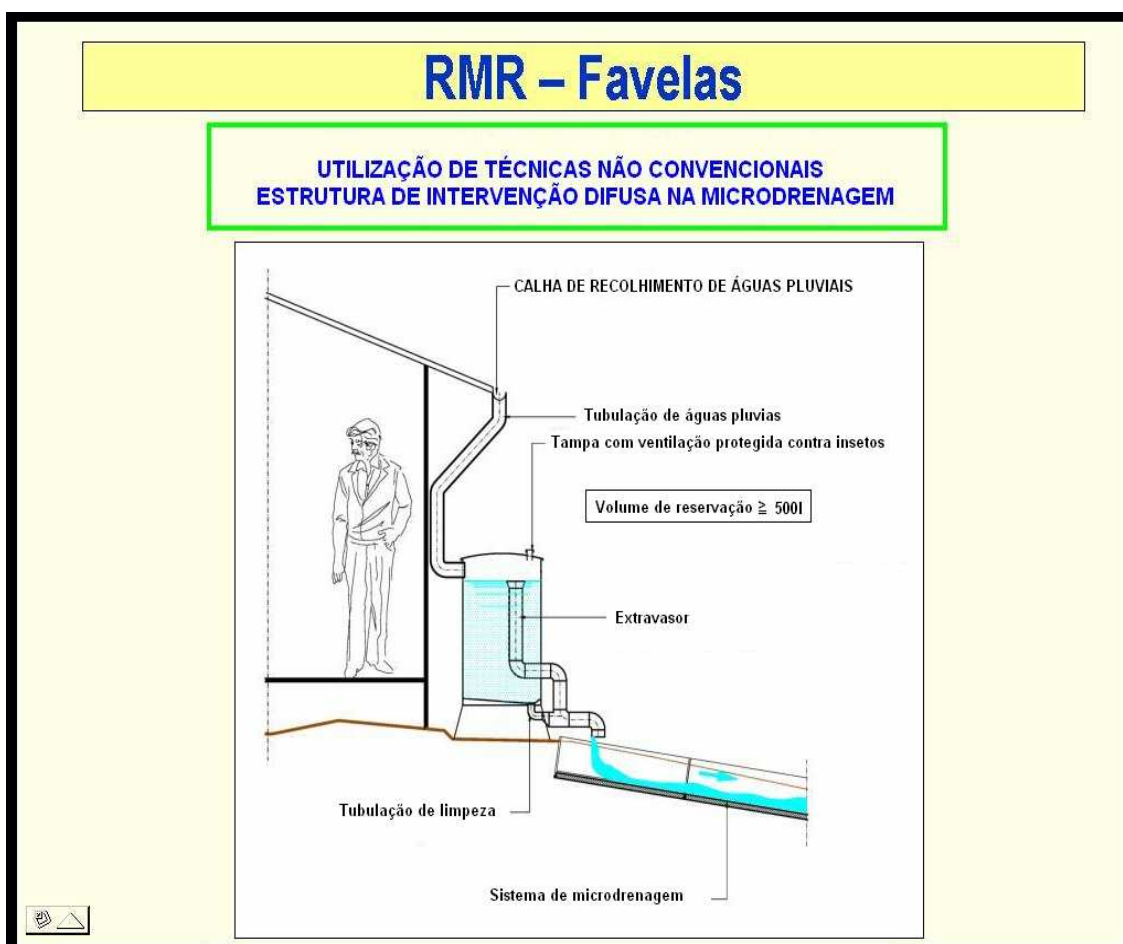 RMR – Favelas
UTILIZAÇÃO DE TÉCNICAS NÃO CONVENCIONAIS
ESTRUTURA DE INTERVENÇÃO DIFUSA NA MICRODRENAGEM
CALHA DE RECOLHIMENTO DE ÁGUAS PLUVIAIS
Tubulação de águas pluvias
Tampa com ventilação protegida contra insetos
Volume de reservação ≧ 500l
Extravasor
Tubulação de limpeza
Sistema de microdrenagem